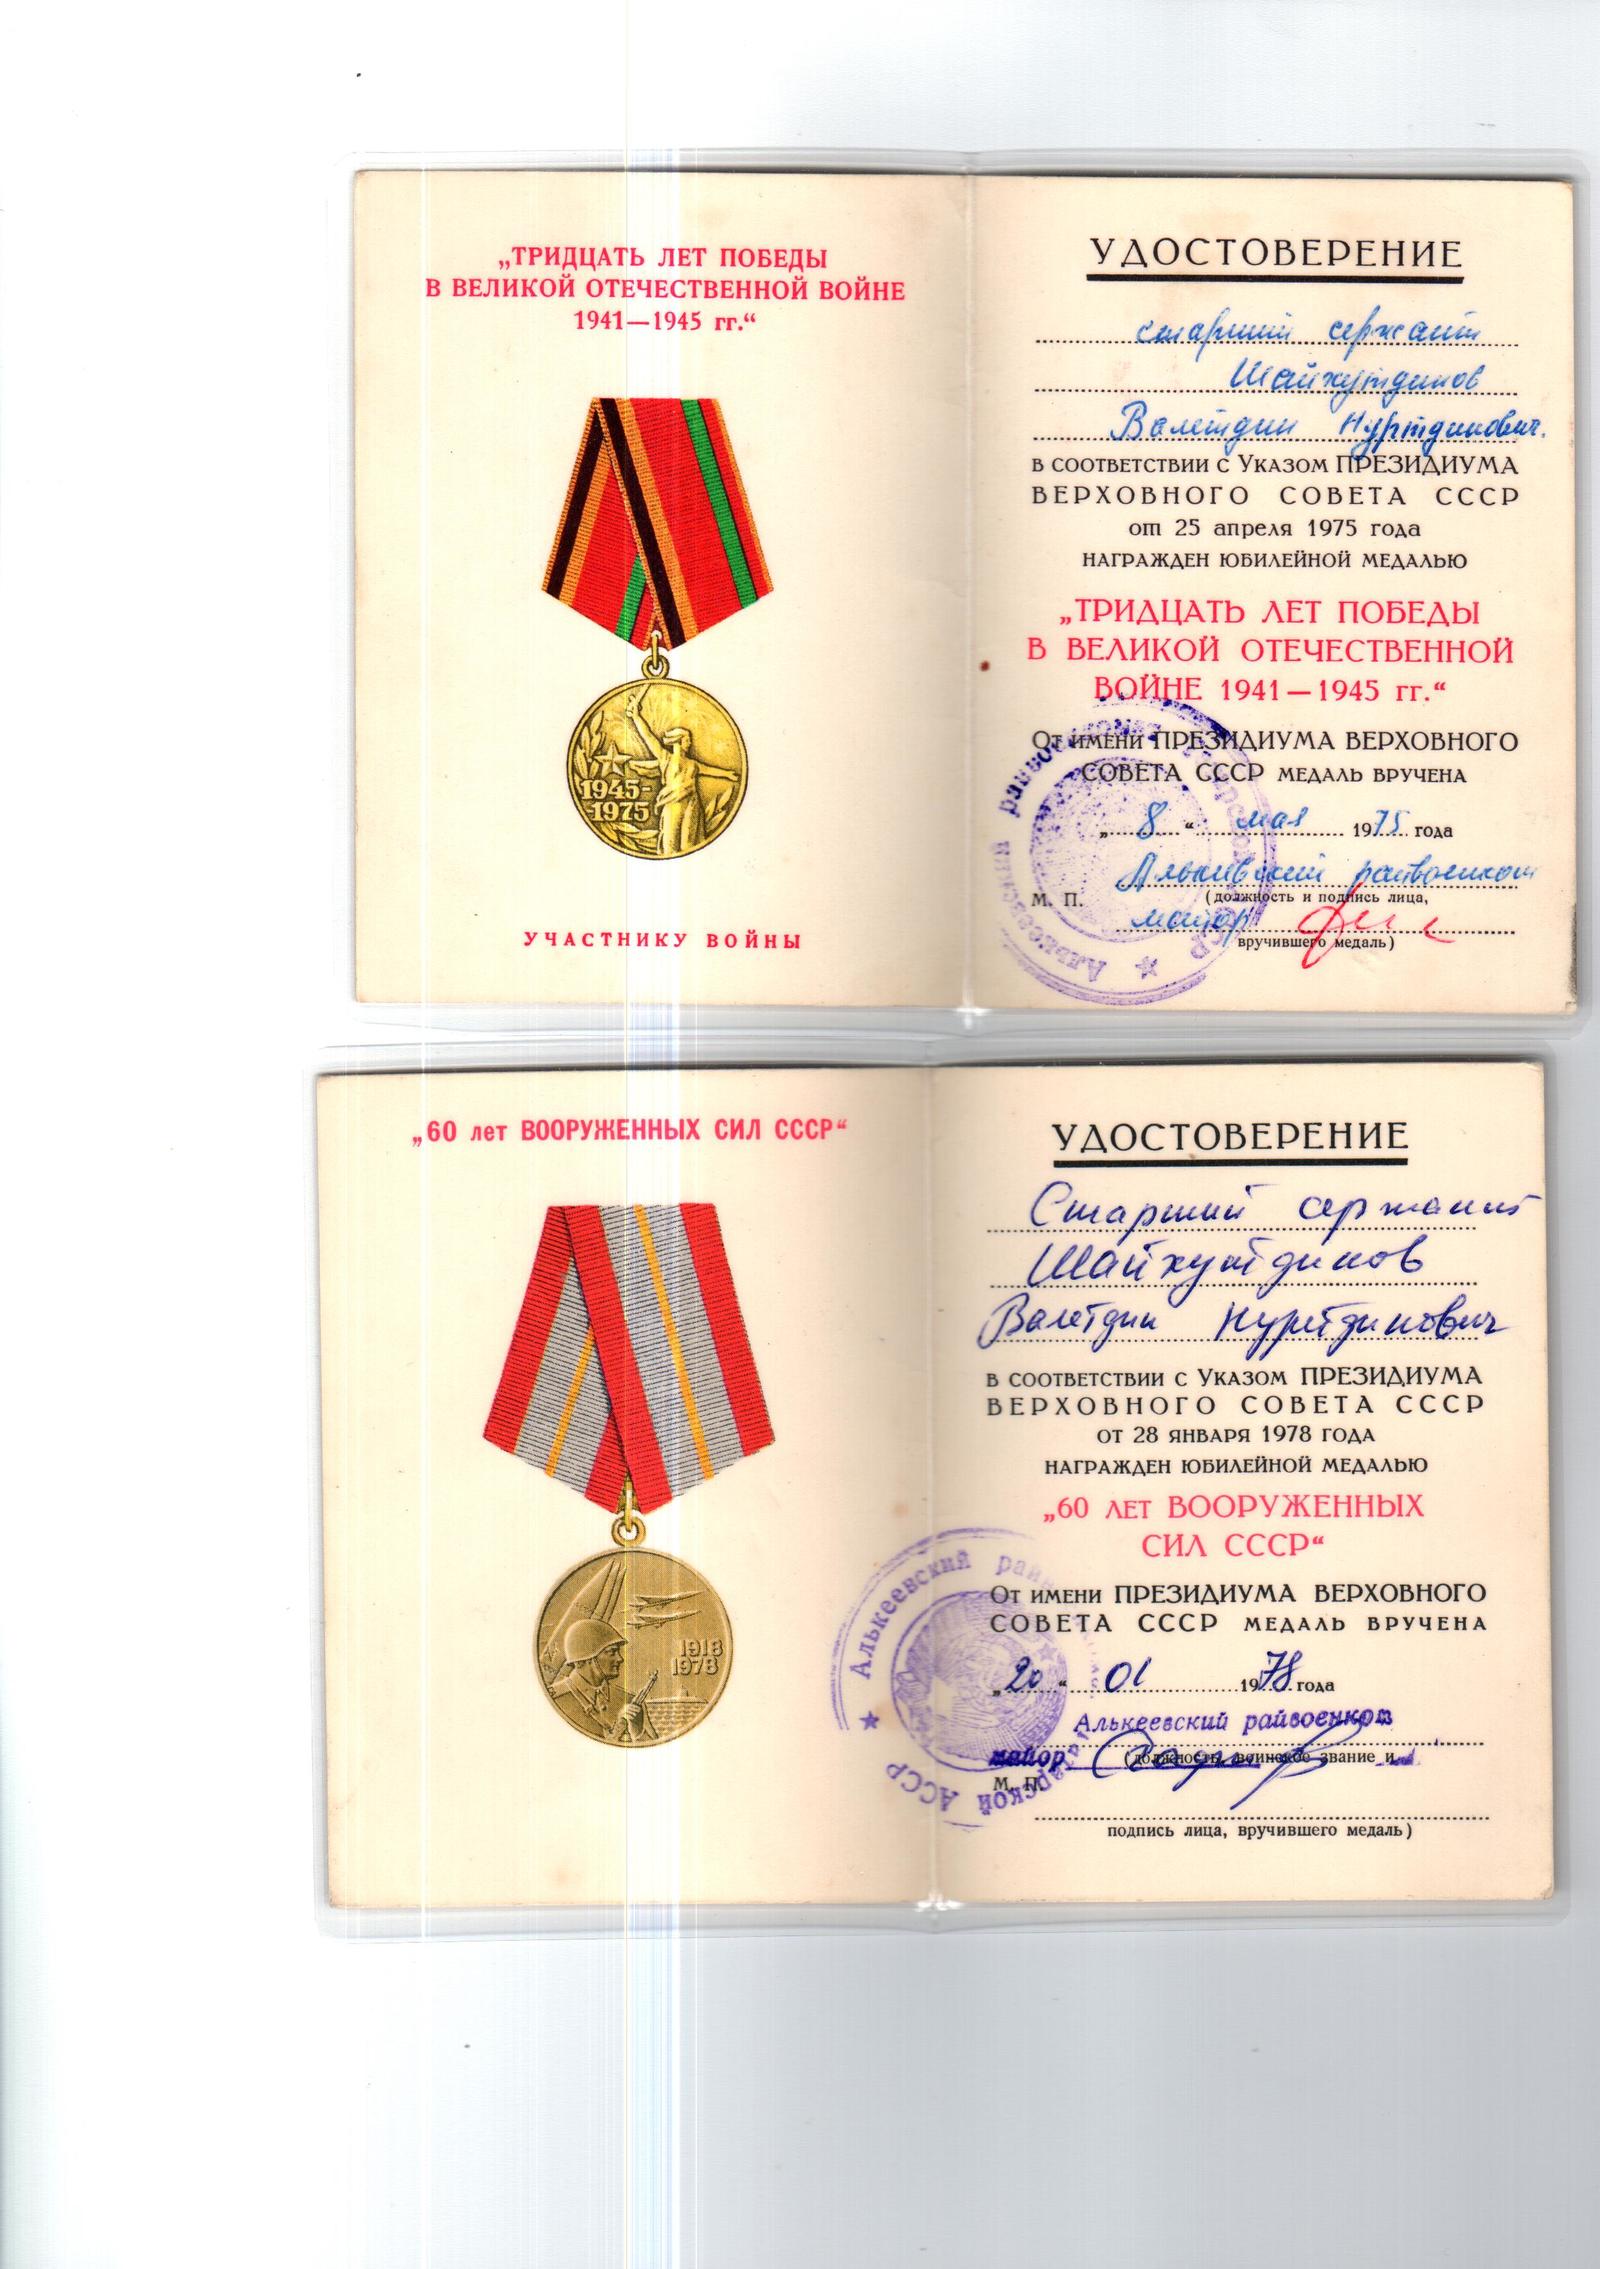 „ТРИДЦАТЬ ЛЕТ ПОБЕДЫ
В ВЕЛИКОЙ ОТЕЧЕСТВЕННОЙ ВОЙНЕ
1941—1945 гг.“
1945-
1975
УЧАСТНИКУ ВОЙНЫ
УДОСТОВЕРЕНИЕ
старший сержант
Шайхутдинов
Валетдин Нуртдинович.
В СООТВЕТСТВИИ С УКАЗОМ ПРЕЗИДИУМА
ВЕРХОВНОГО СОВЕТА СССР
от 25 апреля 1975 года
НАГРАЖДЕН ЮБИЛЕЙНОЙ МЕДАЛЬЮ
„ТРИДЦАТЬ ЛЕТ ПОБЕДЫ
В ВЕЛИКОЙ ОТЕЧЕСТВЕННОЙ
ВОЙНЕ 1941—1945 гг.“
От имени ПРЕЗИДИУМА ВЕРХОВНОГО
СОВЕТА СССР МЕДАЛЬ ВРУЧЕНА
„ 8 “ мая 1975 года
Алькеевский райвоенком
М. П. (должность и подпись лица,
майор
вручившего медаль)
„60 лет ВООРУЖЕННЫХ СИЛ СССР“
1918
1978
УДОСТОВЕРЕНИЕ
Старший сержант
Шайхутдинов
Валетдин Нуртдинович
В СООТВЕТСТВИИ С УКАЗОМ ПРЕЗИДИУМА
ВЕРХОВНОГО СОВЕТА СССР
ОТ 28 ЯНВАРЯ 1978 ГОДА
НАГРАЖДЕН ЮБИЛЕЙНОЙ МЕДАЛЬЮ
„60 ЛЕТ ВООРУЖЕННЫХ
СИЛ СССР“
От имени ПРЕЗИДИУМА ВЕРХОВНОГО
СОВЕТА СССР МЕДАЛЬ ВРУЧЕНА
„20“ 01 1978 года
Алькеевский райвоенком
майор (должность, воинское звание и
М. П.
подпись лица, вручившего медаль)
Алькеевский
Татарской АССР